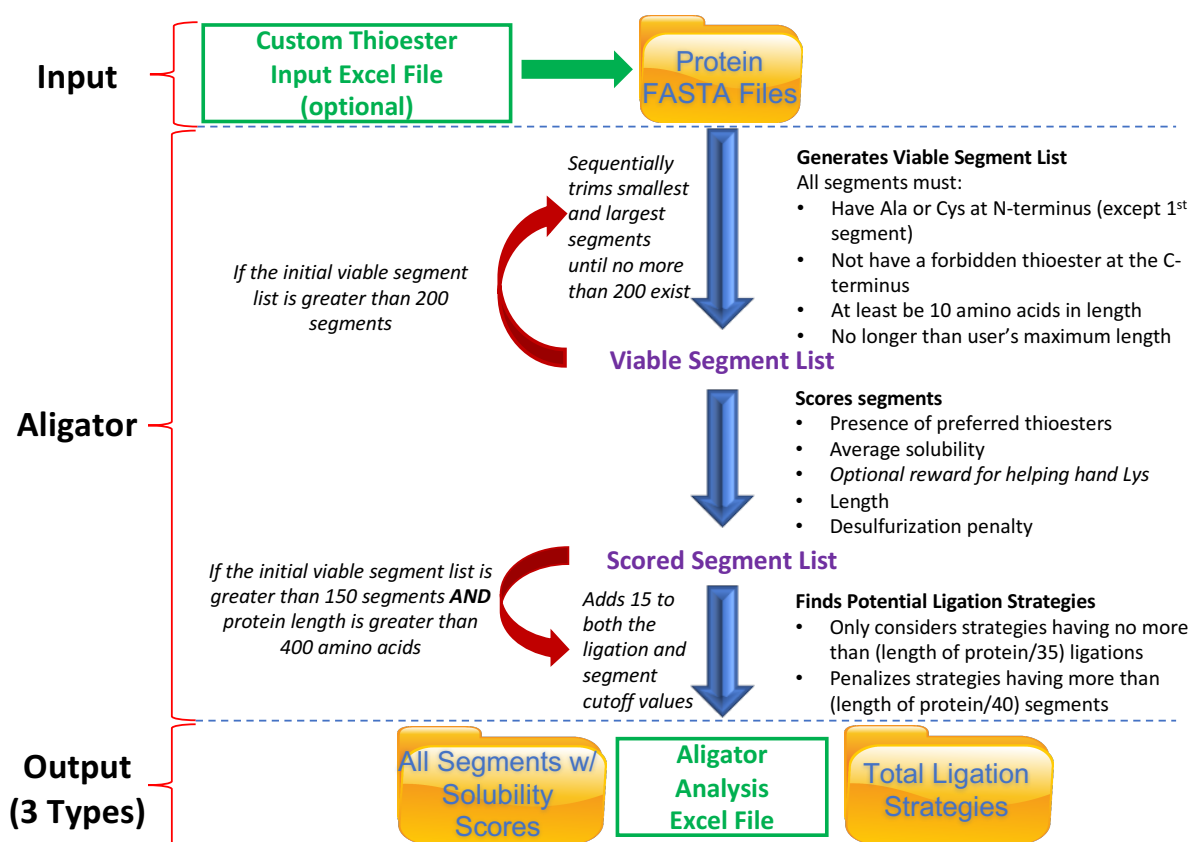 Input
Custom Thioester
Input Excel File
(optional)
Protein
FASTA Files
Aligator
If the initial viable segment
list is greater than 200
segments
Sequentially
trims smallest
and largest
segments
until no more
than 200 exist
Generates Viable Segment List
All segments must:
• Have Ala or Cys at N-terminus (except 1st
segment)
• Not have a forbidden thioester at the C-
terminus
• At least be 10 amino acids in length
• No longer than user's maximum length
Viable Segment List
Scores segments
• Presence of preferred thioesters
• Average solubility
• Optional reward for helping hand Lys
• Length
• Desulfurization penalty
Scored Segment List
If the initial viable segment list is
greater than 150 segments AND
protein length is greater than
400 amino acids
Adds 15 to
both the
ligation and
segment
cutoff values
Finds Potential Ligation Strategies
• Only considers strategies having no more
than (length of protein/35) ligations
• Penalizes strategies having more than
(length of protein/40) segments
Output
(3 Types)
All Segments w/
Solubility
Scores
Aligator
Analysis
Excel File
Total Ligation
Strategies